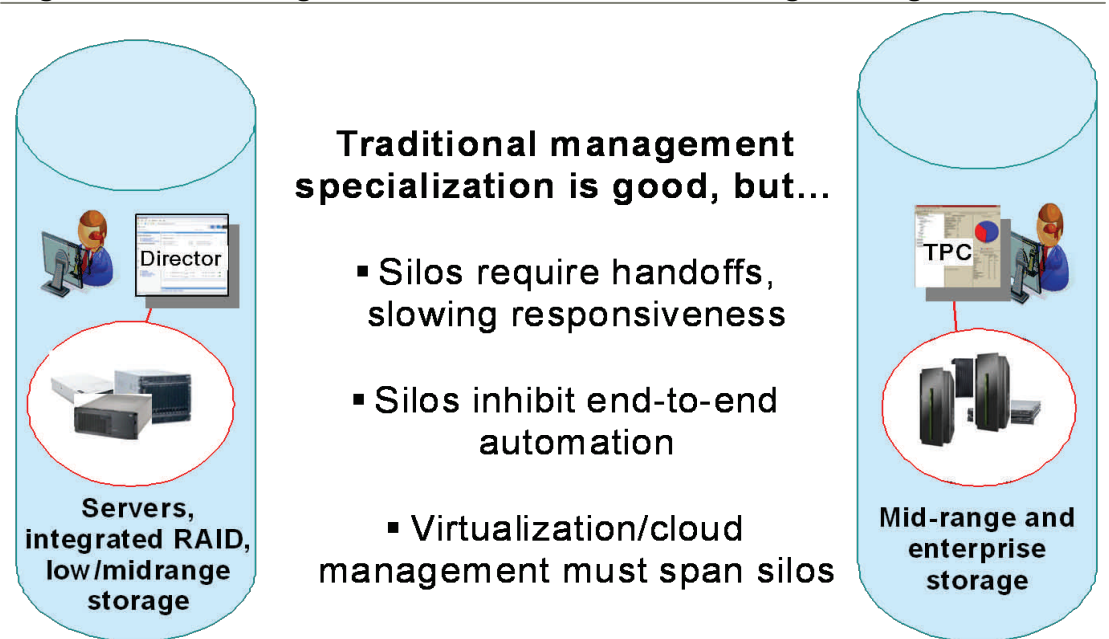 Traditional management
specialization is good, but...
▪ Silos require handoffs,
slowing responsiveness
▪ Silos inhibit end-to-end
automation
▪ Virtualization/cloud
management must span silos
Director
Servers,
integrated RAID,
low/midrange
storage
TPC
Mid-range and
enterprise
storage